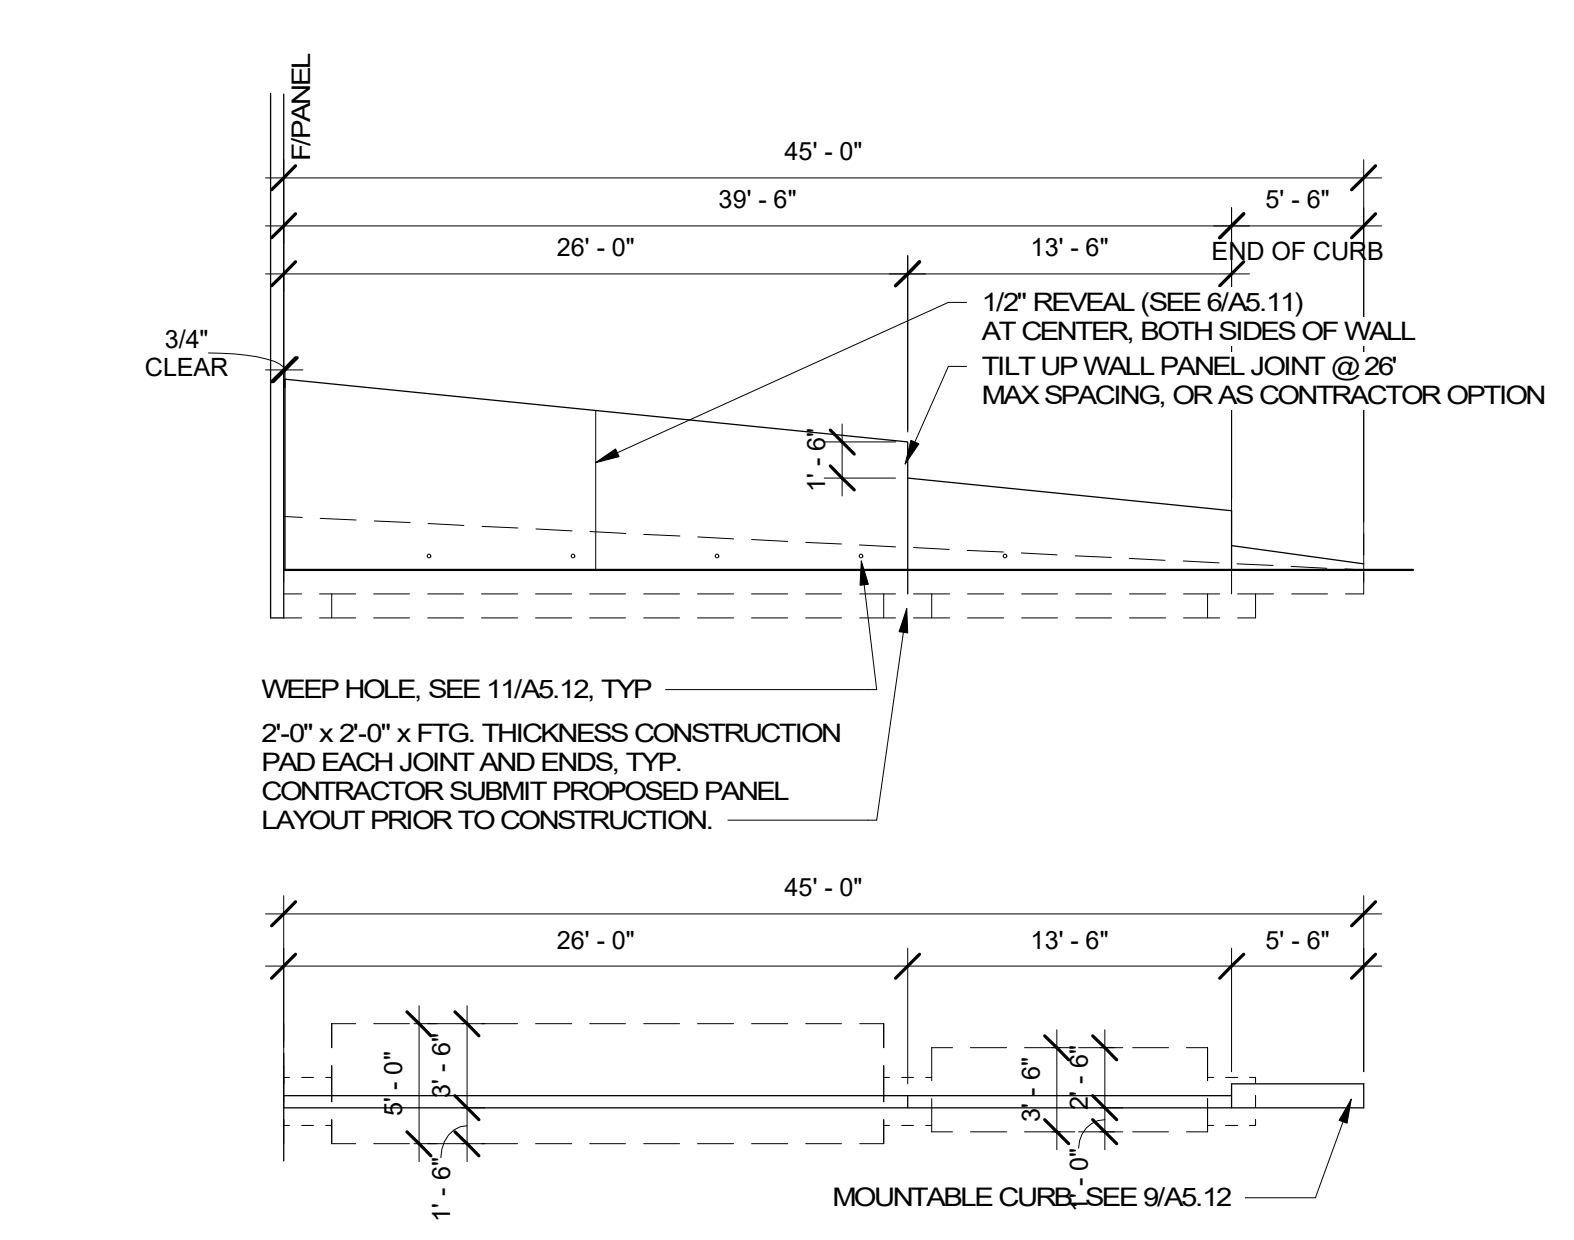 F/PANEL
45' - 0"
39' - 6"
5' - 6"
26' - 0"
13' - 6"
END OF CURB
1/2" REVEAL (SEE 6/A5.11)
AT CENTER, BOTH SIDES OF WALL
3/4"
CLEAR
TILT UP WALL PANEL JOINT @ 26'
MAX SPACING, OR AS CONTRACTOR OPTION
1' - 6"
WEEP HOLE, SEE 11/A5.12, TYP
2'-0" x 2'-0" x FTG. THICKNESS CONSTRUCTION
PAD EACH JOINT AND ENDS, TYP.
CONTRACTOR SUBMIT PROPOSED PANEL
LAYOUT PRIOR TO CONSTRUCTION.
45' - 0"
26' - 0"
13' - 6"
5' - 6"
5' - 0"
3' - 6"
1' - 6"
3' - 6"
2' - 6"
1' - 0"
MOUNTABLE CURB, SEE 9/A5.12